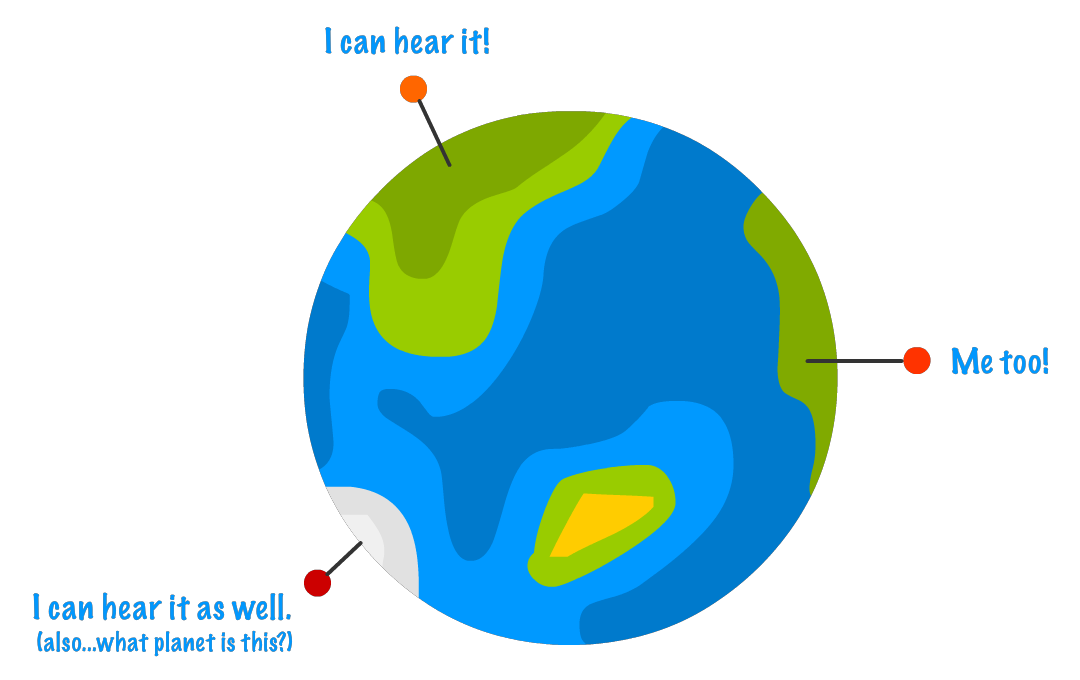 I can hear it!
Me too!
I can hear it as well.
(also...what planet is this?)